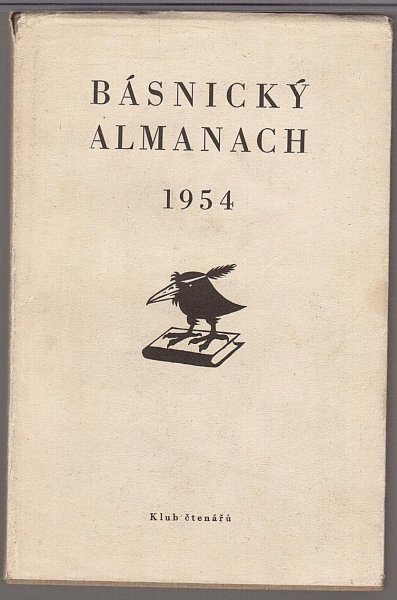 BÁSNICKÝ
ALMANACH
1954
Klub čtenářů